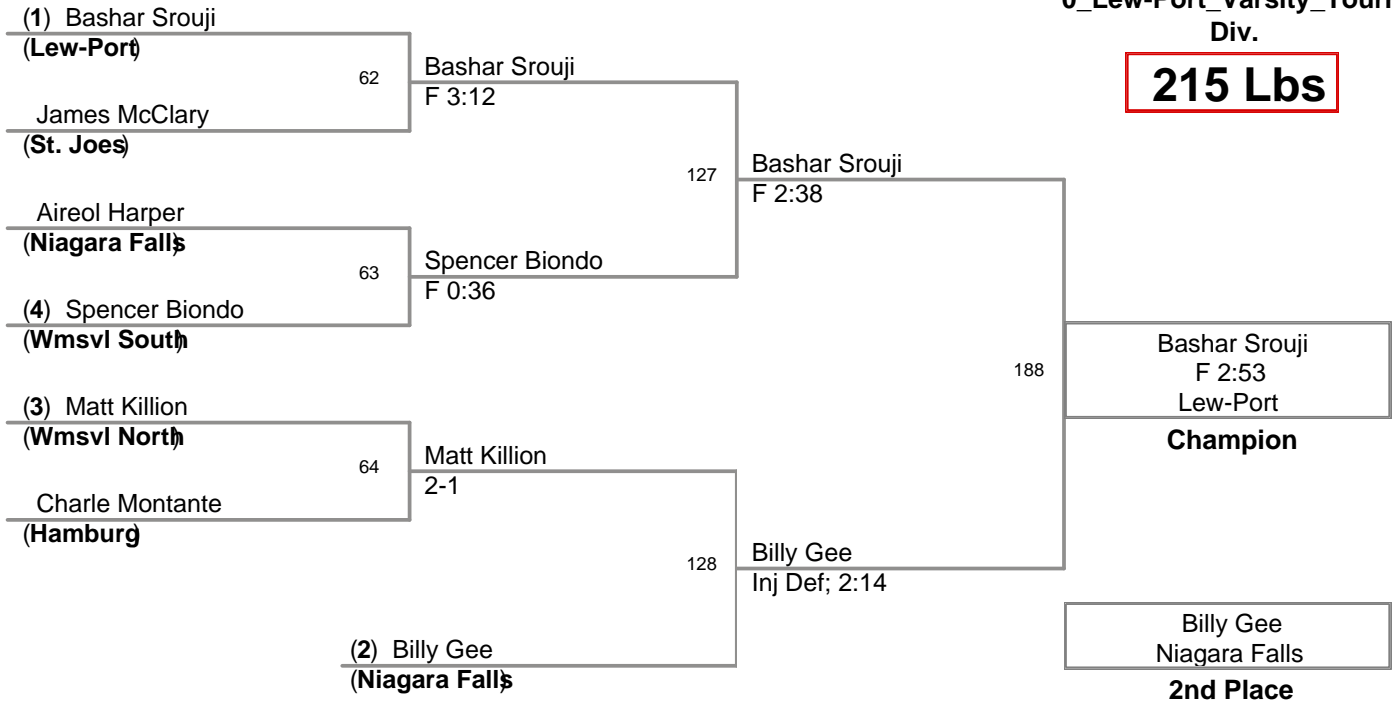 0_Lew-Port_Varsity_Tour
Div.
215 Lbs
(1) Bashar Srouji
(Lew-Port)
62
Bashar Srouji
F 3:12
James McClary
(St. Joes)
127
Bashar Srouji
F 2:38
Aireol Harper
(Niagara Falls)
63
Spencer Biondo
F 0:36
(4) Spencer Biondo
(Wmsvl South)
188
Bashar Srouji
F 2:53
Lew-Port
Champion
(3) Matt Killion
(Wmsvl North)
64
Matt Killion
2-1
Charle Montante
(Hamburg)
128
Billy Gee
Inj Def; 2:14
(2) Billy Gee
(Niagara Falls)
Billy Gee
Niagara Falls
2nd Place